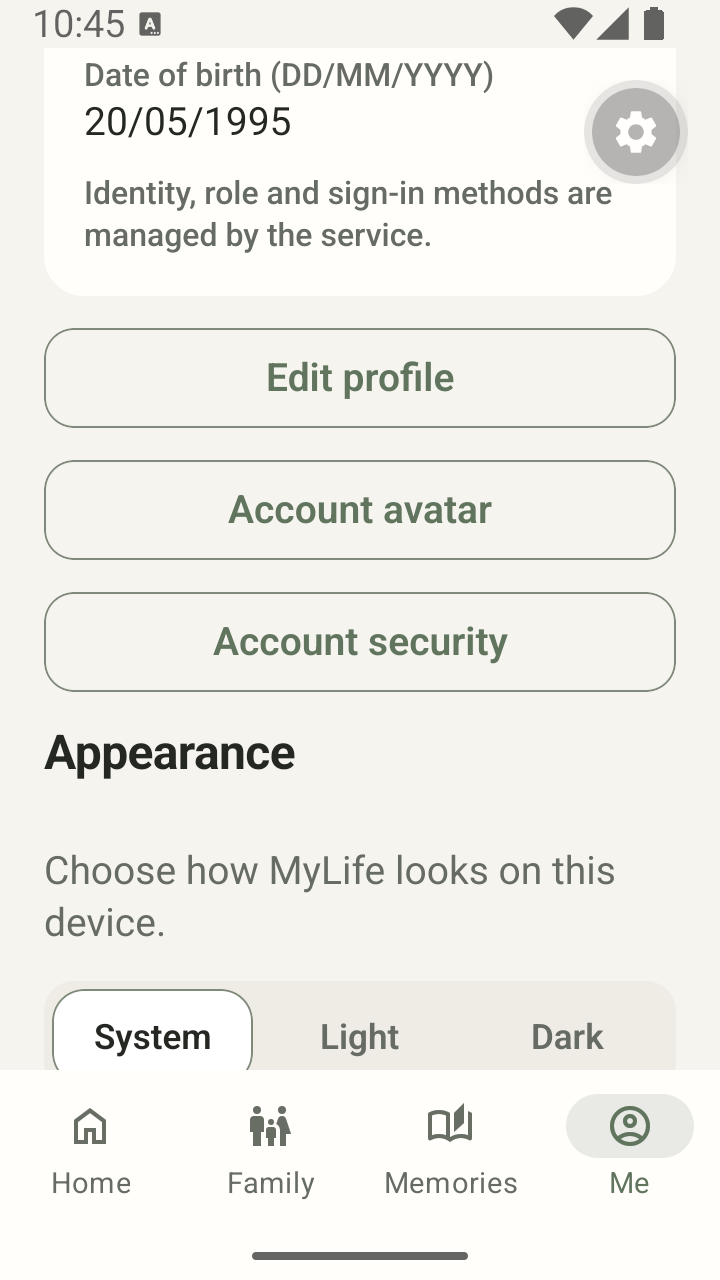 10:45
Date of birth (DD/MM/YYYY)
20/05/1995
Identity, role and sign-in methods are
managed by the service.
Edit profile
Account avatar
Account security
Appearance
Choose how MyLife looks on this
device.
System Light Dark
Home Family Memories Me